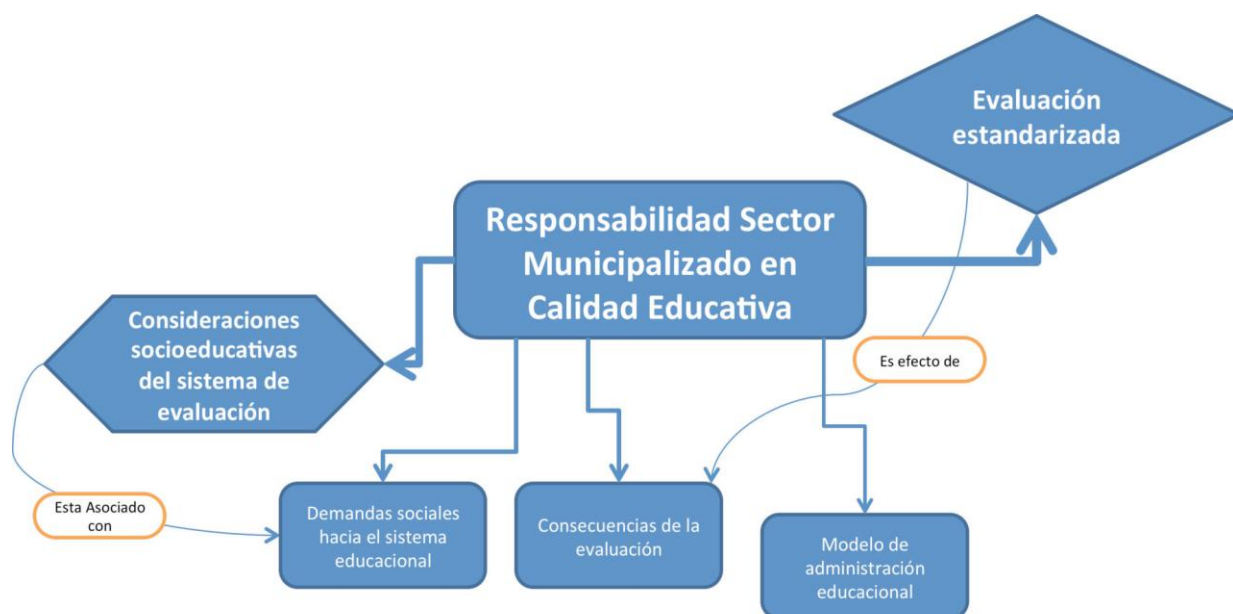 Evaluación
estandarizada
Responsabilidad Sector
Municipalizado en
Calidad Educativa
Consideraciones
socioeducativas
del sistema de
evaluación
Es efecto de
Esta Asociado
con
Demandas sociales
hacia el sistema
educacional
Consecuencias de la
evaluación
Modelo de
administración
educacional